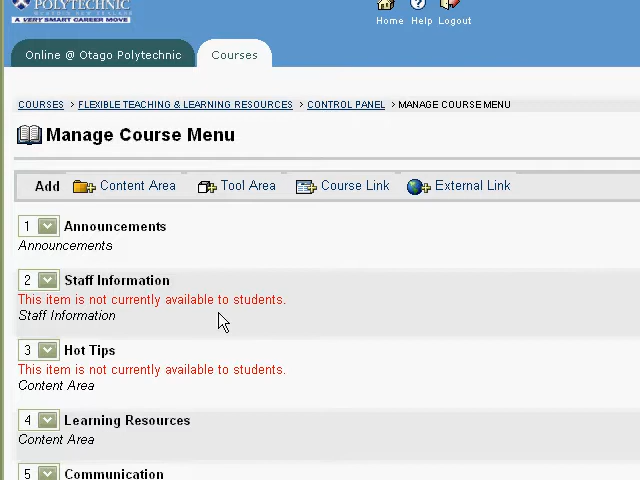 POLYTECHNIC
A VERY SMART CAREER MOVE
Home Help Logout
Online @ Otago Polytechnic Courses
COURSES > FLEXIBLE TEACHING & LEARNING RESOURCES > CONTROL PANEL > MANAGE COURSE MENU
Manage Course Menu
Add Content Area Tool Area Course Link External Link
1 Announcements
Announcements
2 Staff Information
This item is not currently available to students.
Staff Information
3 Hot Tips
This item is not currently available to students.
Content Area
4 Learning Resources
Content Area
5 Communication